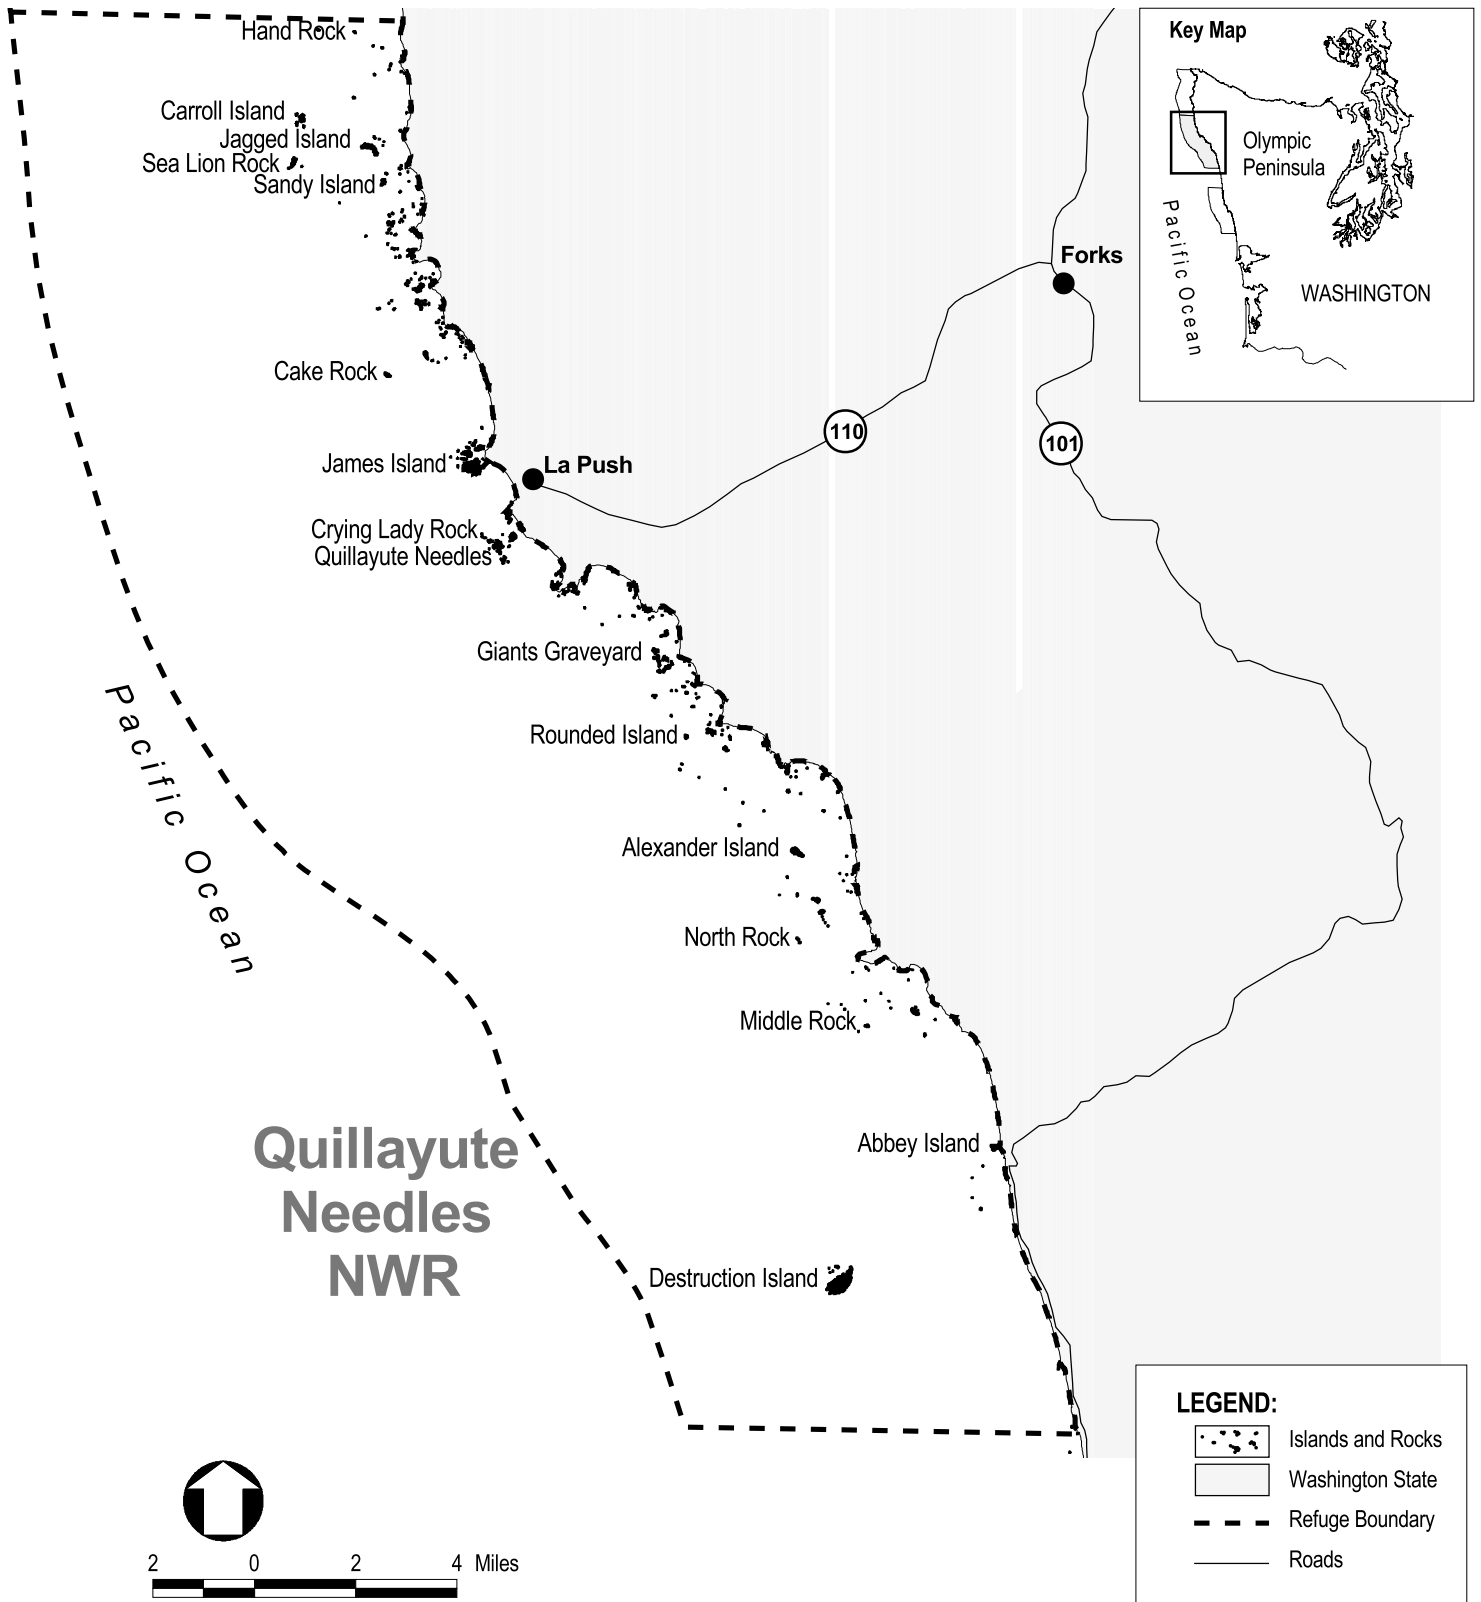 Hand Rock
Carroll Island
Jagged Island
Sea Lion Rock
Sandy Island
Cake Rock
James Island
La Push
Crying Lady Rock
Quillayute Needles
Giants Graveyard
Rounded Island
Alexander Island
North Rock
Middle Rock
Abbey Island
Destruction Island
Forks
110
101
Pacific Ocean
Quillayute
Needles
NWR
Key Map
Olympic
Peninsula
Pacific Ocean
WASHINGTON
LEGEND:
Islands and Rocks
Washington State
Refuge Boundary
Roads
2 0 2 4 Miles